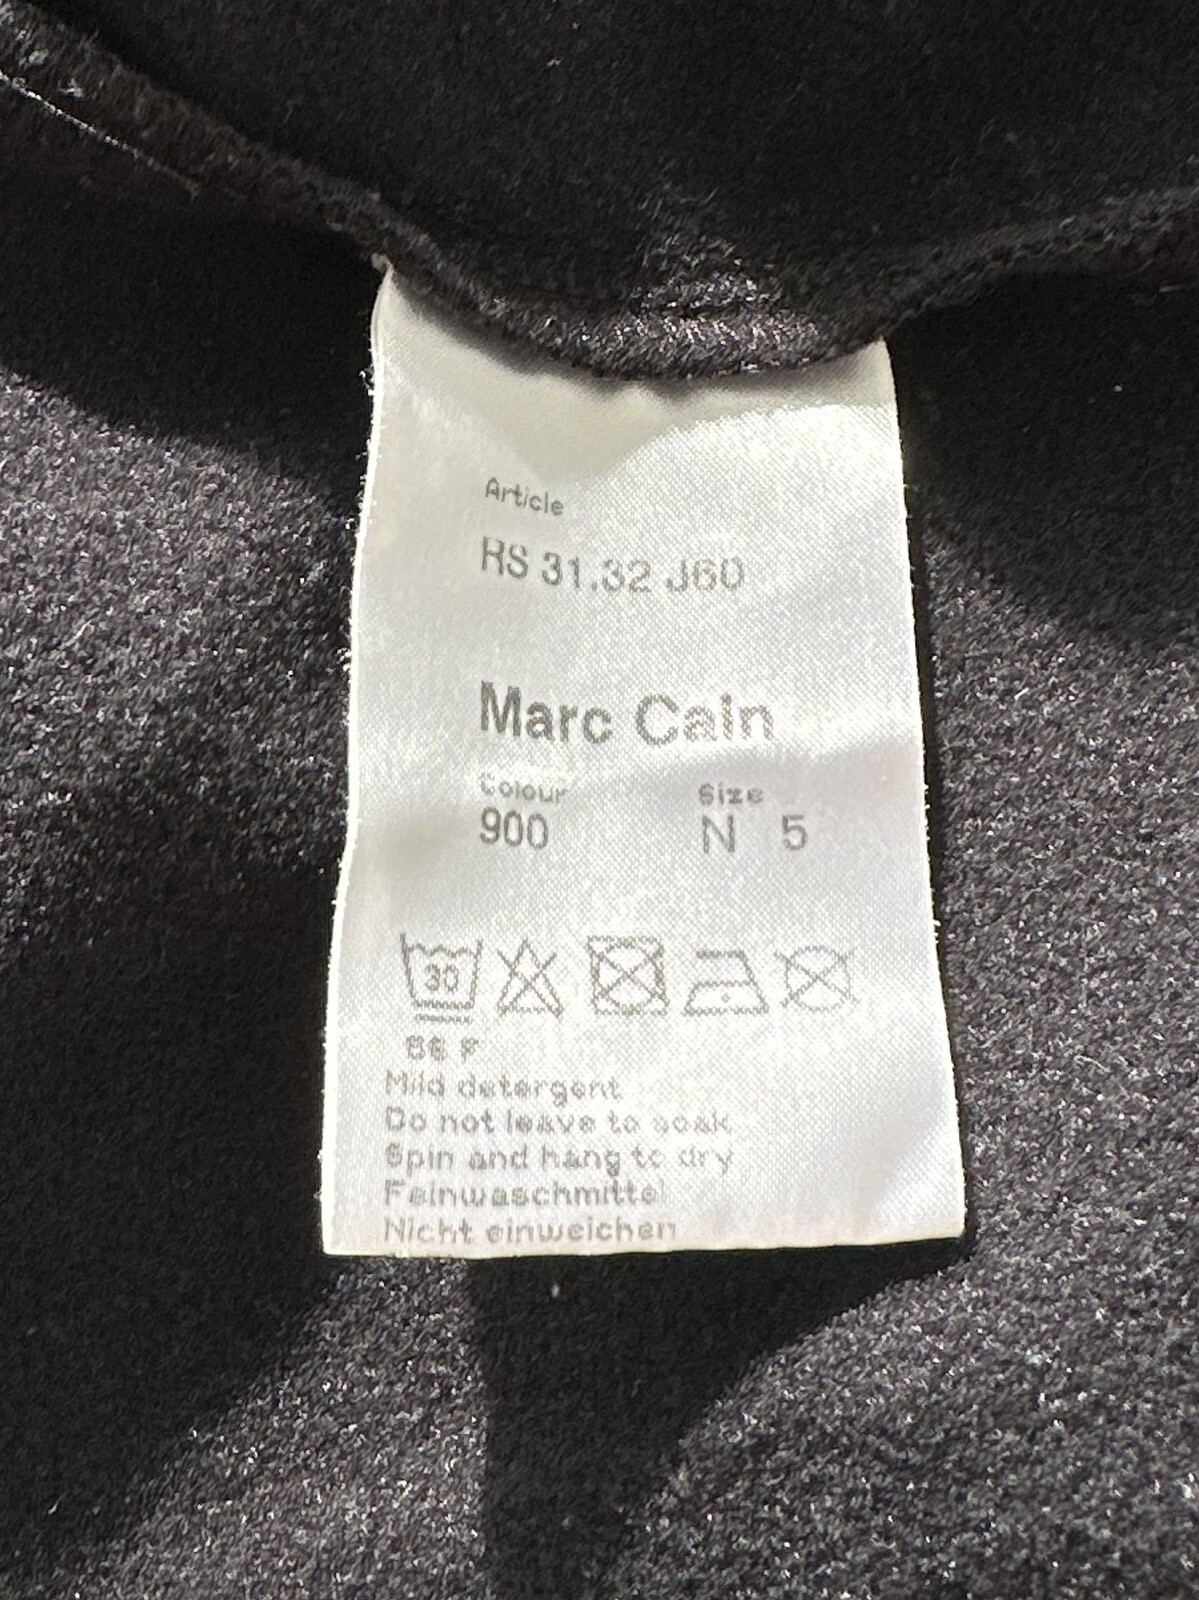 Article
RS 31.32 J60
Marc Cain
Colour Size
900 N 5
30
86 F
Mild detergent
Do not leave to soak
Spin and hang to dry
Feinwaschmittel
Nicht einweichen